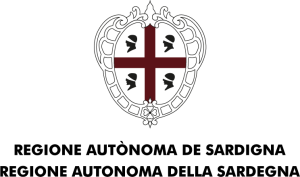 REGIONE AUTÒNOMA DE SARDIGNA
REGIONE AUTONOMA DELLA SARDEGNA